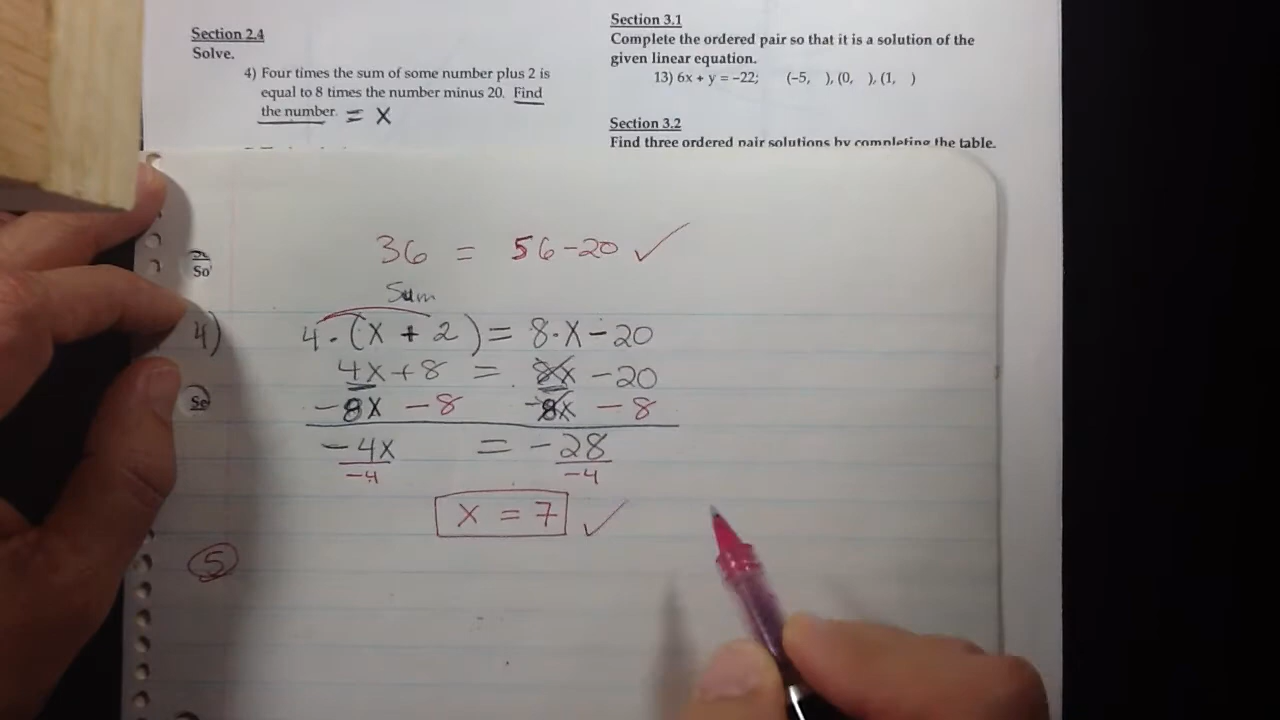 Section 2.4
Solve.
4) Four times the sum of some number plus 2 is
equal to 8 times the number minus 20. Find
the number. = X
Section 3.1
Complete the ordered pair so that it is a solution of the
given linear equation.
13) 6x + y = -22; (-5, ), (0, ), (1, )
Section 3.2
Find three ordered pair solutions by completing the table.
36 = 56-20 ✓
So
Sum
4) 4 · (X + 2) = 8·X - 20
4X + 8 = 8X - 20
-8X - 8 -8X - 8
-4X = -28
-4 -4
X = 7 ✓
5